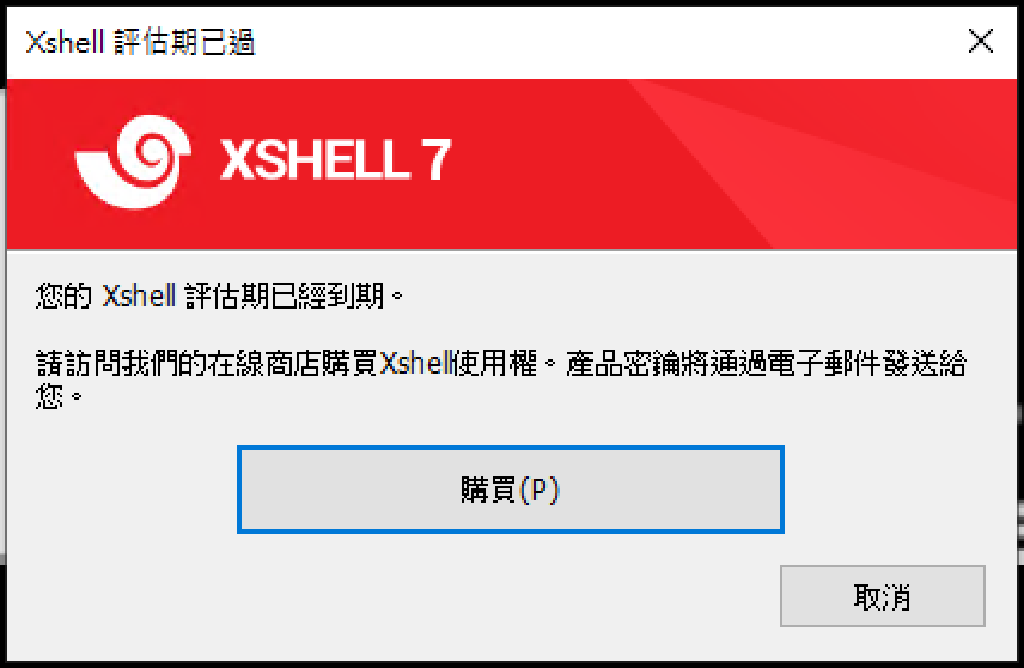 Xshell 評估期已過
XSHELL 7
您的 Xshell 評估期已經到期。
請訪問我們的在線商店購買Xshell使用權。產品密鑰將通過電子郵件發送給
您。
購買(P)
取消